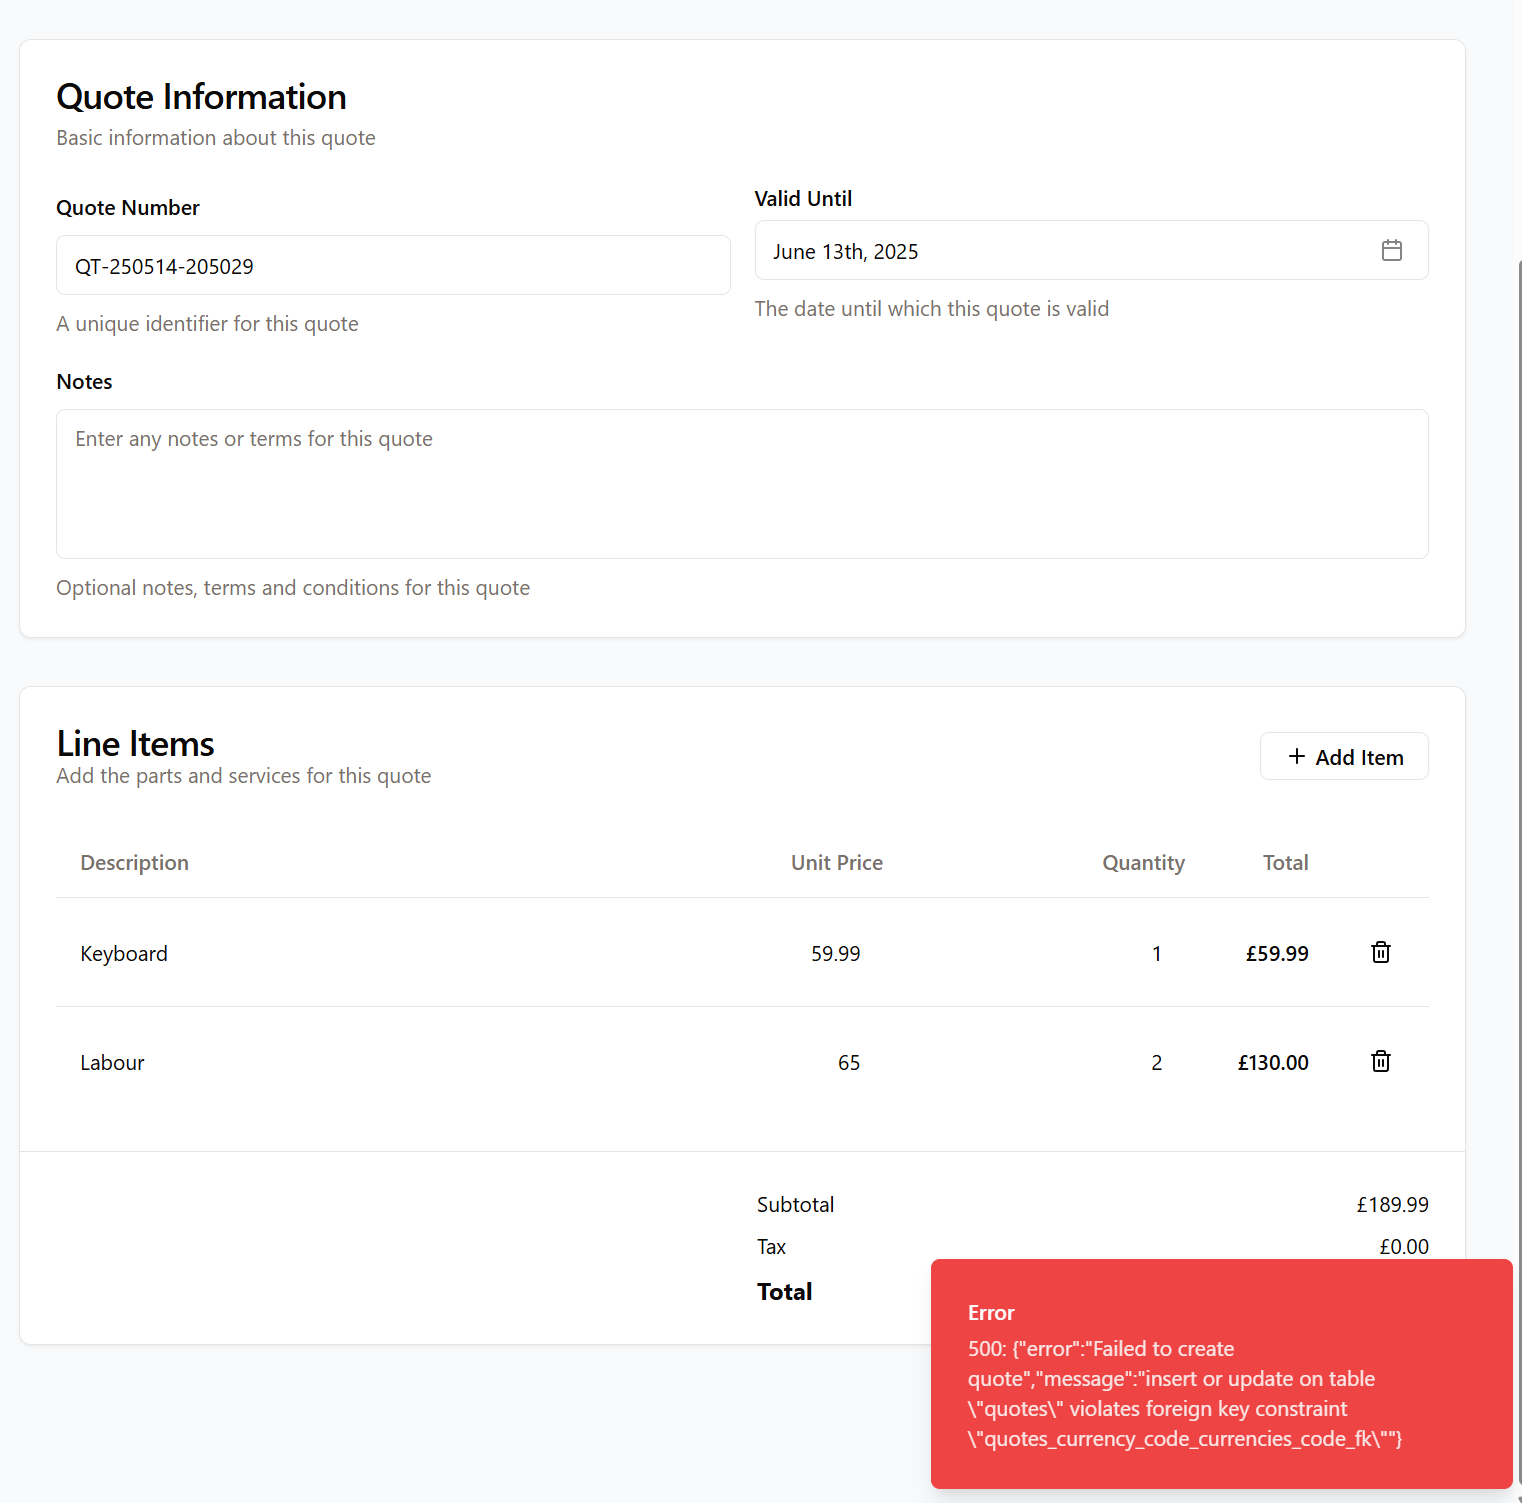 Quote Information
Basic information about this quote
Quote Number
Valid Until
QT-250514-205029
June 13th, 2025
A unique identifier for this quote
The date until which this quote is valid
Notes
Enter any notes or terms for this quote
Optional notes, terms and conditions for this quote
Line Items
Add the parts and services for this quote
+ Add Item
Description Unit Price Quantity Total
Keyboard 59.99 1 £59.99
Labour 65 2 £130.00
Subtotal £189.99
Tax £0.00
Total
Error
500: {"error":"Failed to create
quote","message":"insert or update on table
\"quotes\" violates foreign key constraint
\"quotes_currency_code_currencies_code_fk\""}